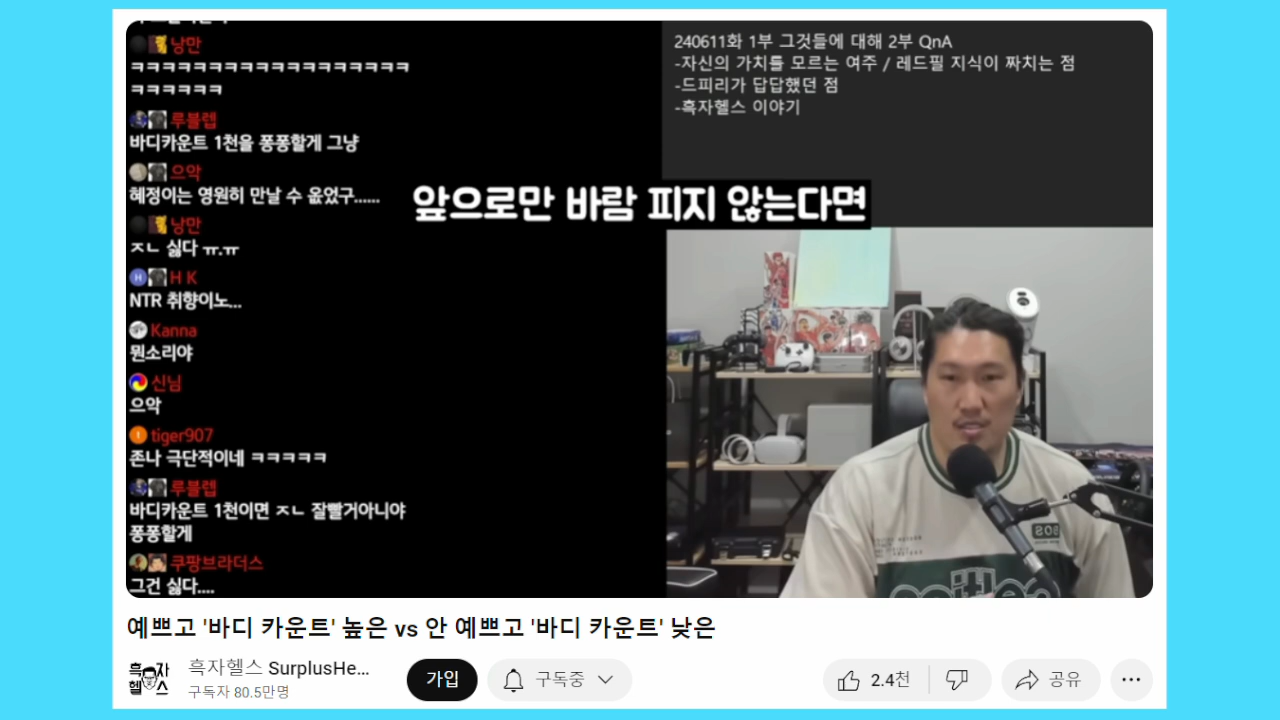 낭만
ㅋㅋㅋㅋㅋㅋㅋㅋㅋㅋㅋㅋㅋㅋㅋㅋㅋㅋ
ㅋㅋㅋㅋㅋㅋ
루블렙
바디카운트 1천을 퐁퐁할게 그냥
으악
혜정이는 영원히 만날 수 읎었구......
낭만
ㅈㄴ 싫다 ㅠ.ㅠ
H K
NTR 취향이노...
Kanna
뭔소리야
신님
으악
tiger907
존나 극단적이네 ㅋㅋㅋㅋㅋ
루블렙
바디카운트 1천이면 ㅈㄴ 잘빨거아니야
퐁퐁할게
쿠팡브라더스
그건 싫다....
240611화 1부 그것들에 대해 2부 QnA
-자신의 가치를 모르는 여주 / 레드필 지식이 짜치는 점
-드피리가 답답했던 점
-흑자헬스 이야기
앞으로만 바람 피지 않는다면
예쁘고 '바디 카운트' 높은 vs 안 예쁘고 '바디 카운트' 낮은
흑자
헬스
흑자헬스 SurplusHe...
구독자 80.5만명
가입
구독중
2.4천
공유